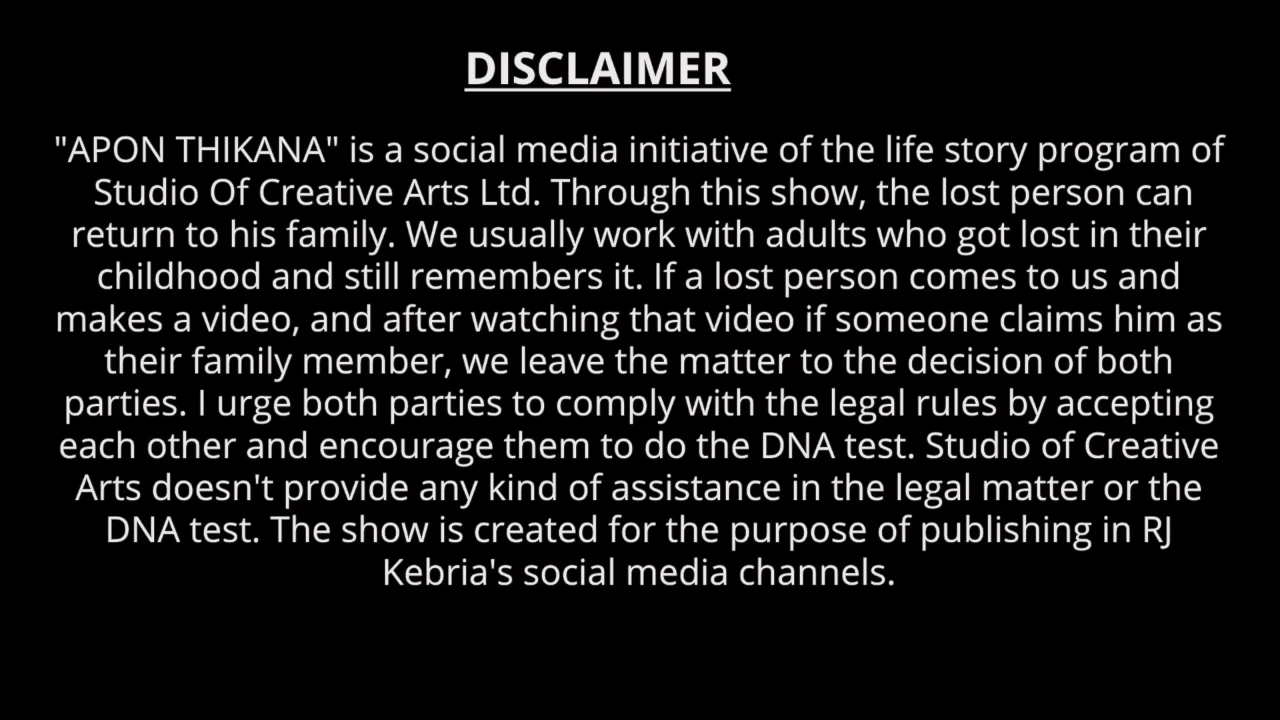 DISCLAIMER
"APON THIKANA" is a social media initiative of the life story program of
Studio Of Creative Arts Ltd. Through this show, the lost person can
return to his family. We usually work with adults who got lost in their
childhood and still remembers it. If a lost person comes to us and
makes a video, and after watching that video if someone claims him as
their family member, we leave the matter to the decision of both
parties. I urge both parties to comply with the legal rules by accepting
each other and encourage them to do the DNA test. Studio of Creative
Arts doesn't provide any kind of assistance in the legal matter or the
DNA test. The show is created for the purpose of publishing in RJ
Kebria's social media channels.